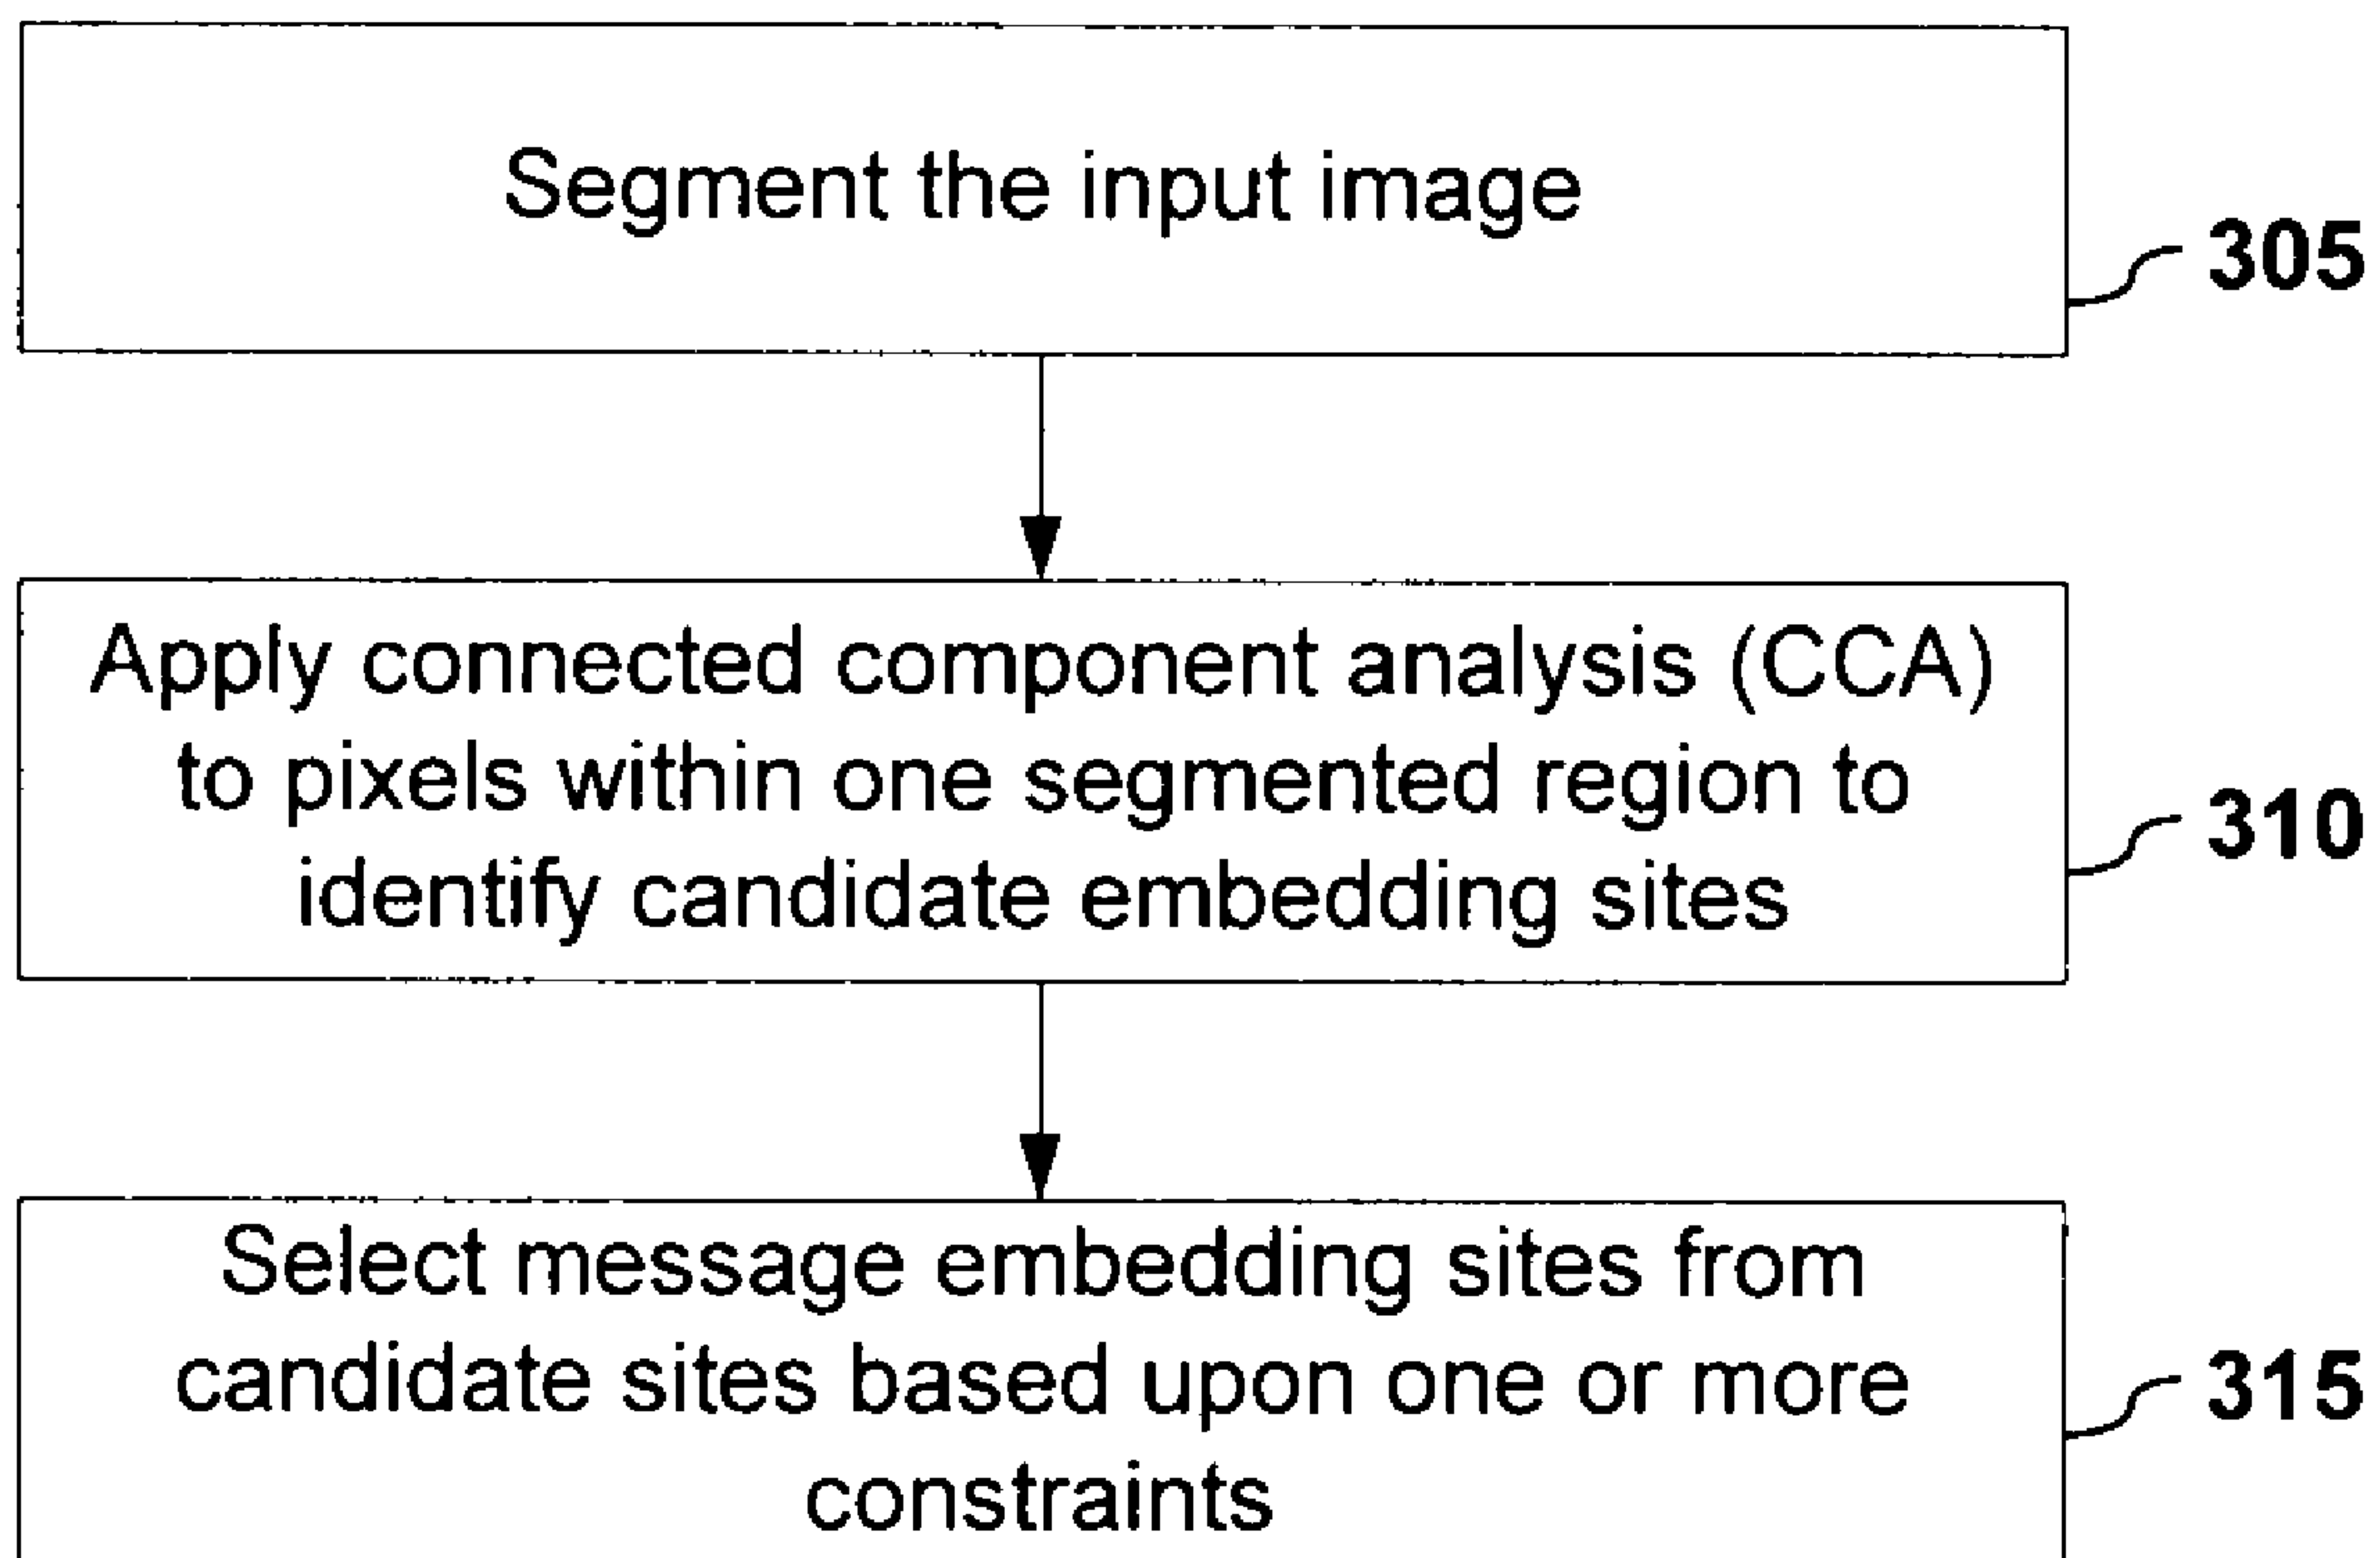 Segment the input image
305
Apply connected component analysis (CCA)
to pixels within one segmented region to
identify candidate embedding sites
310
Select message embedding sites from
candidate sites based upon one or more
constraints
315